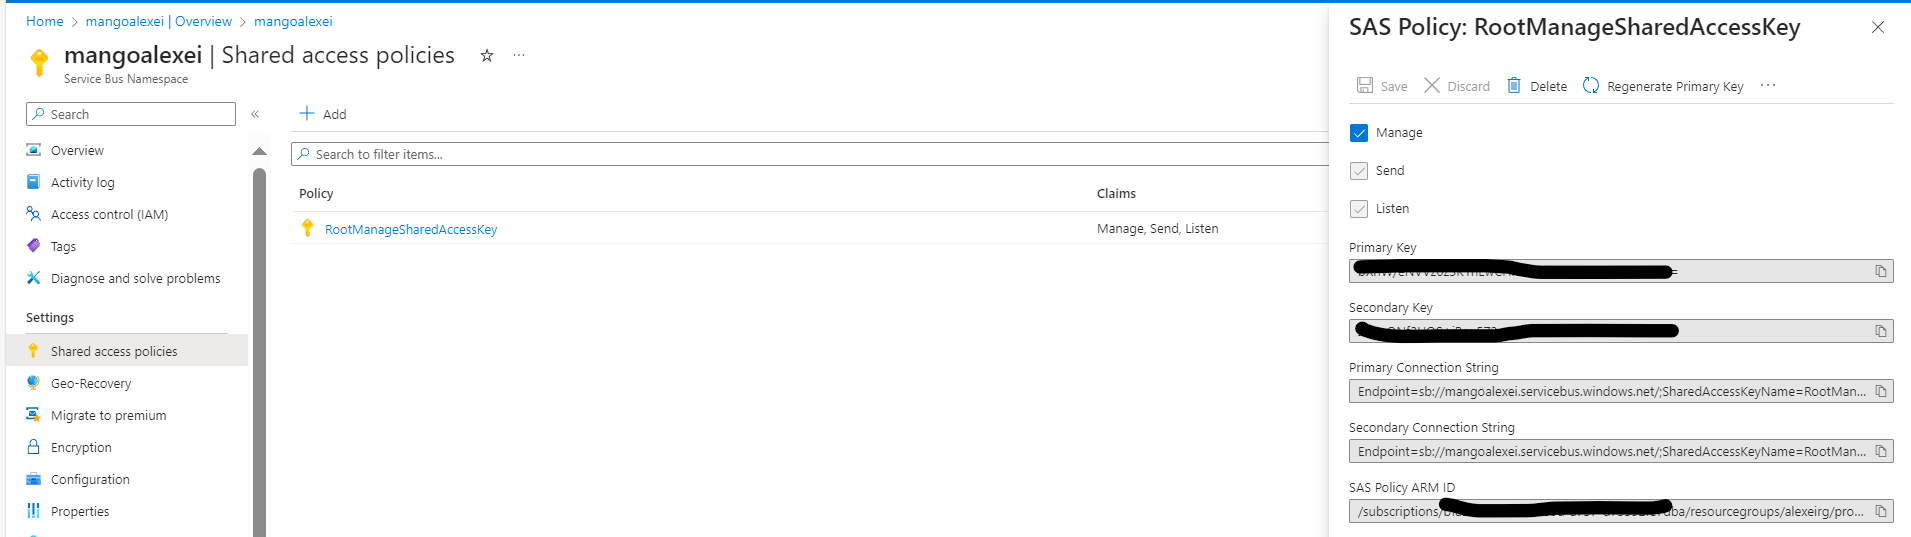 Home > mangoalexei | Overview > mangoalexei
mangoalexei | Shared access policies
Service Bus Namespace
Search
Overview
Activity log
Access control (IAM)
Tags
Diagnose and solve problems
Settings
Shared access policies
Geo-Recovery
Migrate to premium
Encryption
Configuration
Properties
Add
Search to filter items...
Policy Claims
RootManageSharedAccessKey Manage, Send, Listen
SAS Policy: RootManageSharedAccessKey
Save Discard Delete Regenerate Primary Key
Manage
Send
Listen
Primary Key
Secondary Key
Primary Connection String
Endpoint=sb://mangoalexei.servicebus.windows.net/;SharedAccessKeyName=RootMan...
Secondary Connection String
Endpoint=sb://mangoalexei.servicebus.windows.net/;SharedAccessKeyName=RootMan...
SAS Policy ARM ID
/subscriptions/ /resourcegroups/alexeirg/pro...